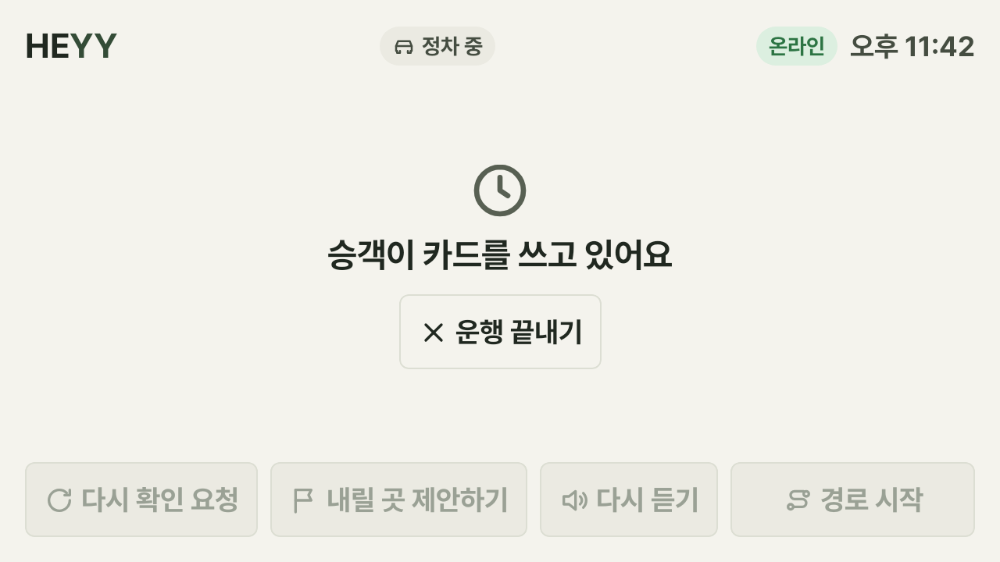 HEYY
정차 중
온라인
오후 11:42
승객이 카드를 쓰고 있어요
운행 끝내기
다시 확인 요청
내릴 곳 제안하기
다시 듣기
경로 시작